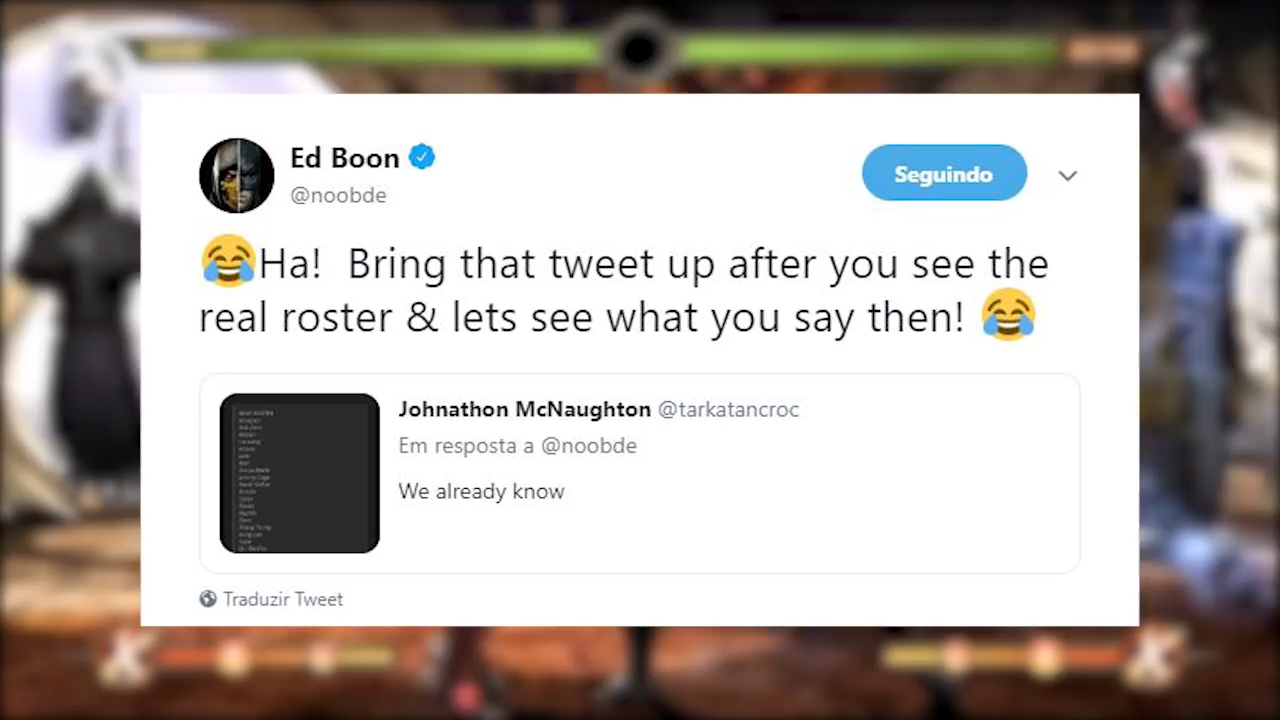 Ed Boon
@noobde
Seguindo
😂Ha! Bring that tweet up after you see the
real roster & lets see what you say then! 😂
Johnathon McNaughton @tarkatancroc
Em resposta a @noobde
We already know
Traduzir Tweet